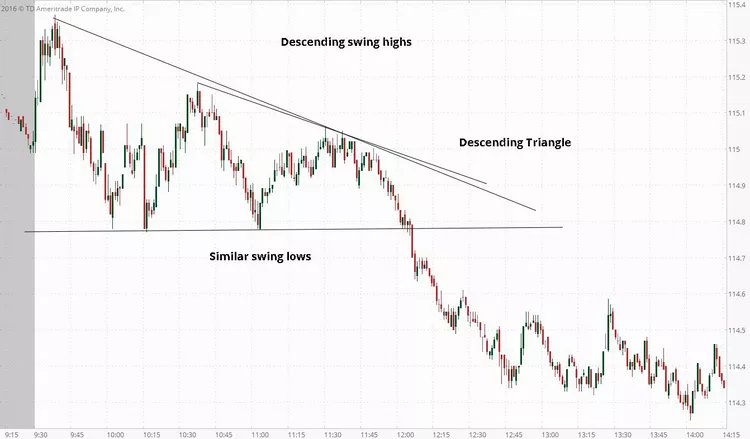 2016 © TD Ameritrade IP Company, Inc.
115.4
115.3
Descending swing highs
115.2
115.1
Descending Triangle
115
114.9
114.8
Similar swing lows
114.7
114.6
114.5
114.4
114.3
9:15 9:30 9:45 10:00 10:15 10:30 10:45 11:00 11:15 11:30 11:45 12:00 12:15 12:30 12:45 13:00 13:15 13:30 13:45 14:00 14:15